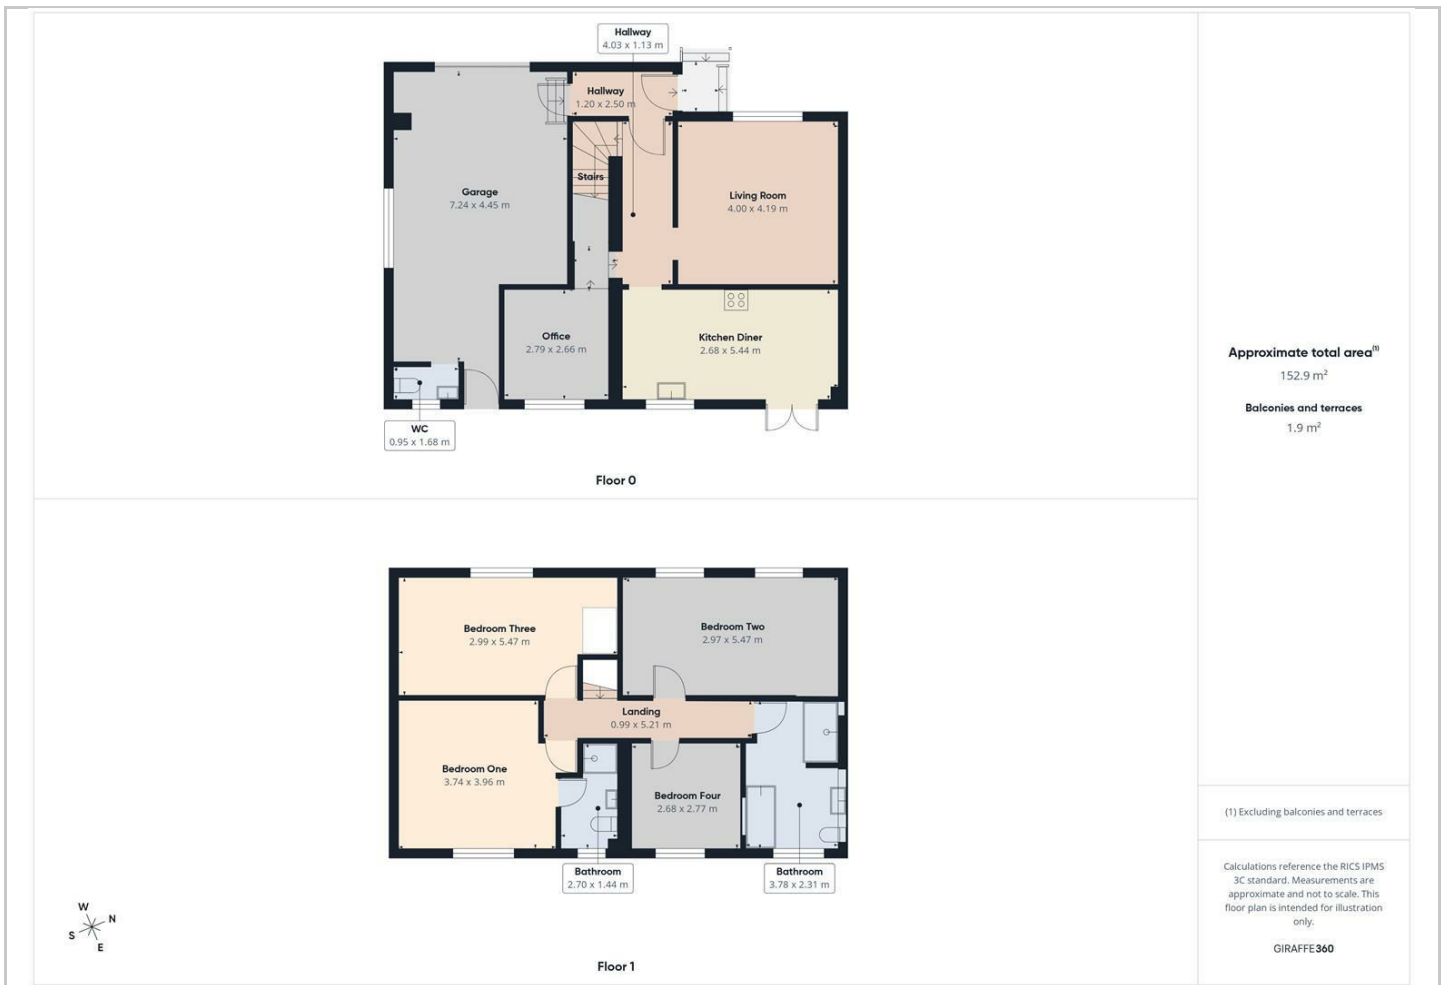 Hallway
4.03 x 1.13 m
Hallway
1.20 x 2.50 m
Stairs
Garage
7.24 x 4.45 m
Living Room
4.00 x 4.19 m
Office
2.79 x 2.66 m
Kitchen Diner
2.68 x 5.44 m
WC
0.95 x 1.68 m
Floor 0
Approximate total area(1)
152.9 m²
Balconies and terraces
1.9 m²
Bedroom Three
2.99 x 5.47 m
Bedroom Two
2.97 x 5.47 m
Landing
0.99 x 5.21 m
Bedroom One
3.74 x 3.96 m
Bedroom Four
2.68 x 2.77 m
Bathroom
2.70 x 1.44 m
Bathroom
3.78 x 2.31 m
W
N
S
E
Floor 1
(1) Excluding balconies and terraces
Calculations reference the RICS IPMS
3C standard. Measurements are
approximate and not to scale. This
floor plan is intended for illustration
only.
GIRAFFE360